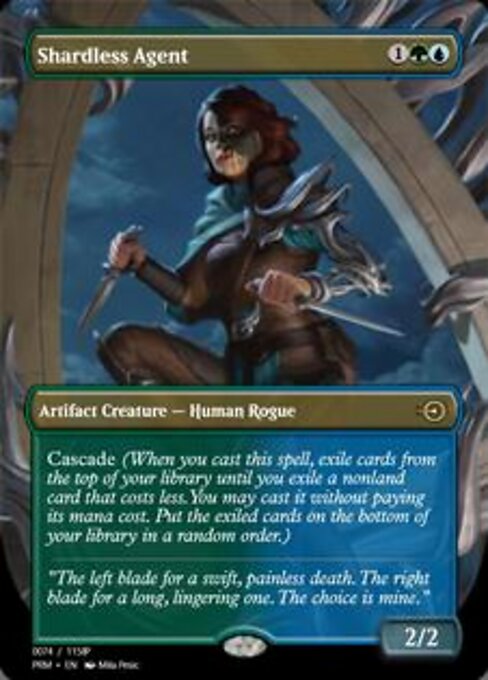 Shardless Agent
1
Artifact Creature — Human Rogue
Cascade (When you cast this spell, exile cards from
the top of your library until you exile a nonland
card that costs less. You may cast it without paying
its mana cost. Put the exiled cards on the bottom of
your library in a random order.)
"The left blade for a swift, painless death. The right
blade for a long, lingering one. The choice is mine."
2/2
PRM • EN